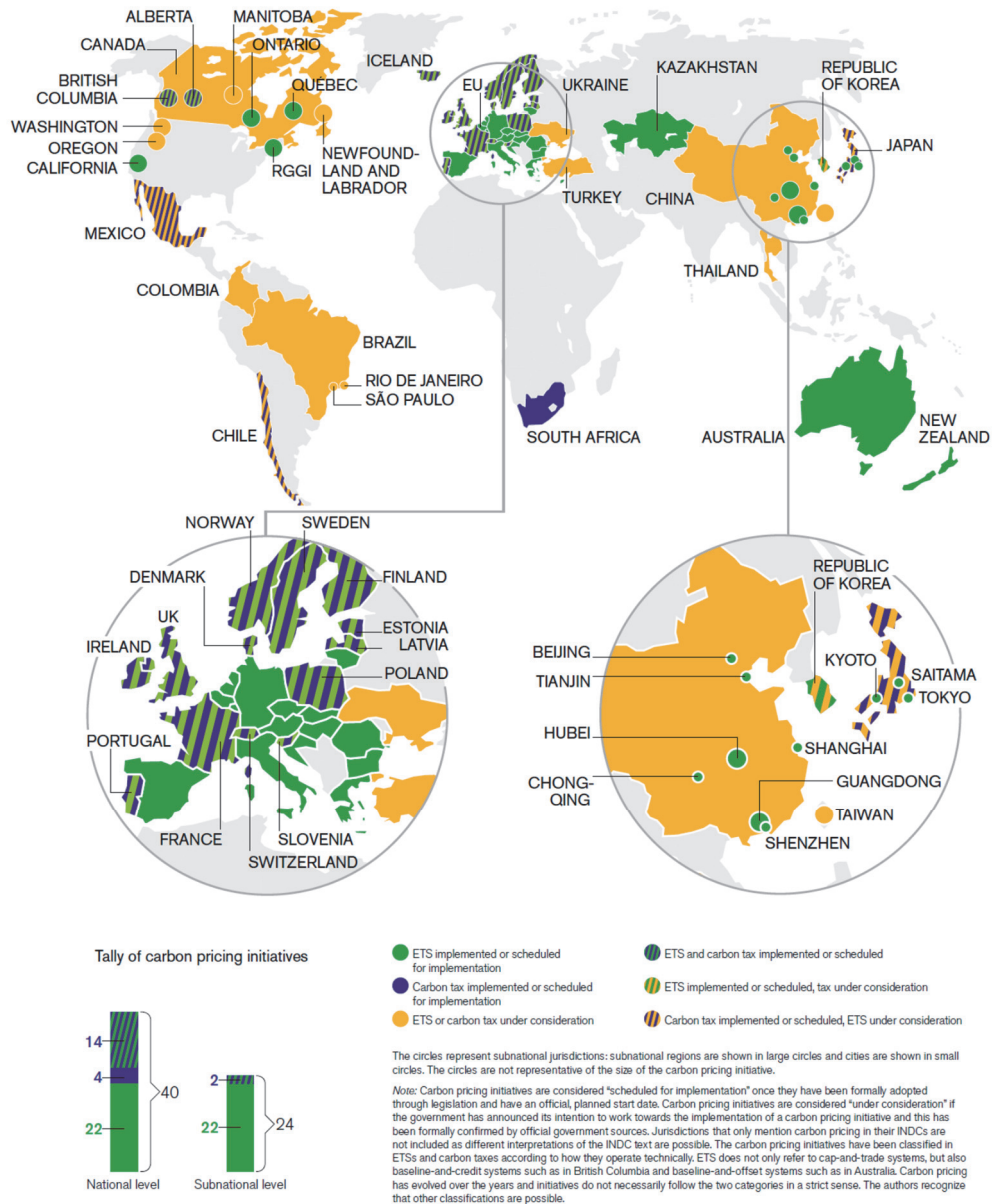 ALBERTA
MANITOBA
CANADA
ONTARIO
ICELAND
KAZAKHSTAN
REPUBLIC
OF KOREA
BRITISH
COLUMBIA
QUÉBEC
EU
UKRAINE
WASHINGTON
OREGON
CALIFORNIA
RGGI
NEWFOUND-
LAND AND
LABRADOR
JAPAN
TURKEY
CHINA
MEXICO
THAILAND
COLOMBIA
BRAZIL
RIO DE JANEIRO
SÃO PAULO
CHILE
SOUTH AFRICA
AUSTRALIA
NEW
ZEALAND
NORWAY
SWEDEN
DENMARK
FINLAND
UK
IRELAND
ESTONIA
LATVIA
POLAND
PORTUGAL
FRANCE
SLOVENIA
SWITZERLAND
REPUBLIC
OF KOREA
BEIJING
TIANJIN
KYOTO
SAITAMA
TOKYO
HUBEI
SHANGHAI
CHONG-
QING
GUANGDONG
TAIWAN
SHENZHEN
Tally of carbon pricing initiatives
14
4
22
40
National level
2
22
24
Subnational level
ETS implemented or scheduled
for implementation
Carbon tax implemented or scheduled
for implementation
ETS or carbon tax under consideration
ETS and carbon tax implemented or scheduled
ETS implemented or scheduled, tax under consideration
Carbon tax implemented or scheduled, ETS under consideration
The circles represent subnational jurisdictions: subnational regions are shown in large circles and cities are shown in small
circles. The circles are not representative of the size of the carbon pricing initiative.
Note: Carbon pricing initiatives are considered “scheduled for implementation” once they have been formally adopted
through legislation and have an official, planned start date. Carbon pricing initiatives are considered “under consideration” if
the government has announced its intention to work towards the implementation of a carbon pricing initiative and this has
been formally confirmed by official government sources. Jurisdictions that only mention carbon pricing in their INDCs are
not included as different interpretations of the INDC text are possible. The carbon pricing initiatives have been classified in
ETSs and carbon taxes according to how they operate technically. ETS does not only refer to cap-and-trade systems, but also
baseline-and-credit systems such as in British Columbia and baseline-and-offset systems such as in Australia. Carbon pricing
has evolved over the years and initiatives do not necessarily follow the two categories in a strict sense. The authors recognize
that other classifications are possible.